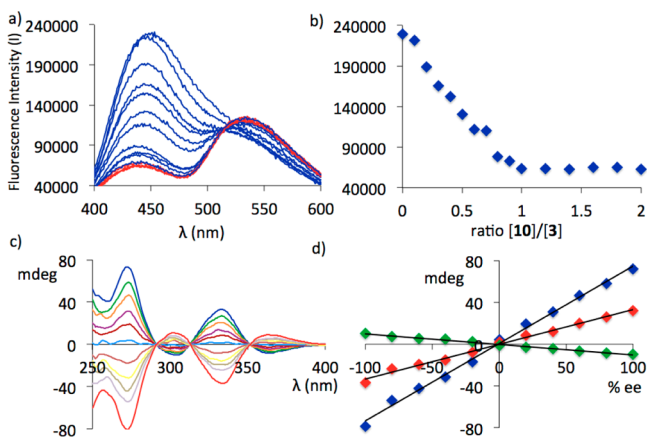 a)
Fluorescence Intensity (I)
240000
190000
140000
90000
40000
400 450 500 550 600
λ (nm)
b)
240000
190000
140000
90000
40000
0 0.5 1 1.5 2
ratio [10]/[3]
c)
mdeg
80
40
0
-40
-80
250 300 350 400
λ (nm)
d)
mdeg
80
40
0
-40
-80
-100 -50 0 50 100
% ee